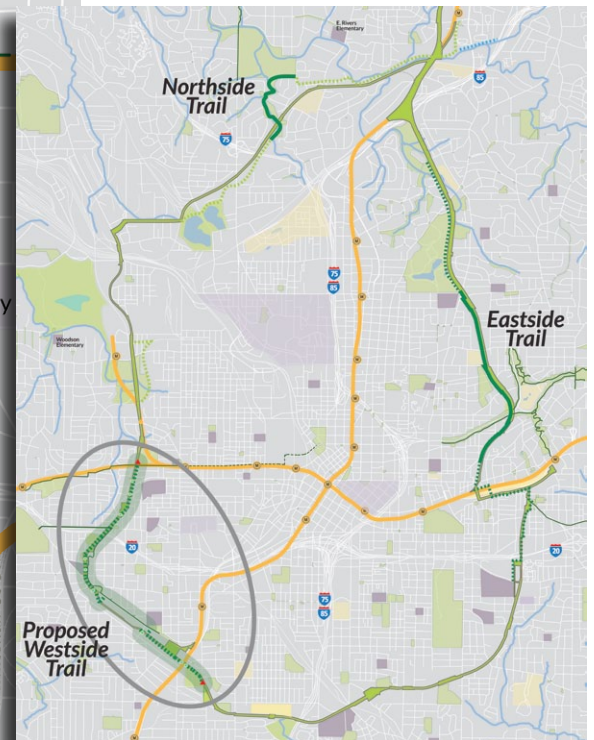 E. Rivers
Elementary
Northside
Trail
85
75
75
85
y
Woodson
Elementary
Eastside
Trail
20
20
75
85
Proposed
Westside
Trail